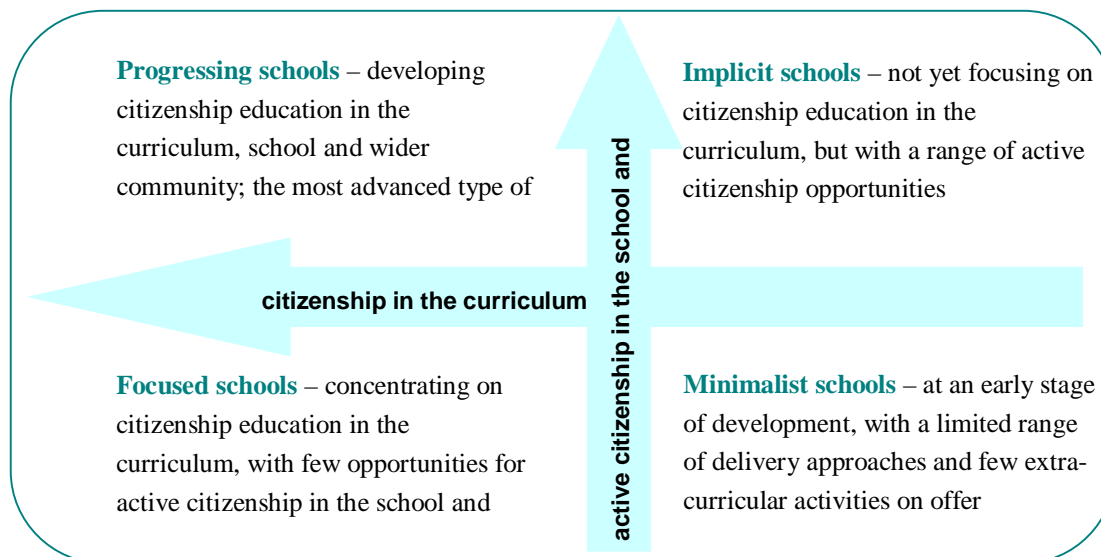 Progressing schools – developing
citizenship education in the
curriculum, school and wider
community; the most advanced type of
Implicit schools – not yet focusing on
citizenship education in the
curriculum, but with a range of active
citizenship opportunities
active citizenship in the school and
citizenship in the curriculum
Focused schools – concentrating on
citizenship education in the
curriculum, with few opportunities for
active citizenship in the school and
Minimalist schools – at an early stage
of development, with a limited range
of delivery approaches and few extra-
curricular activities on offer